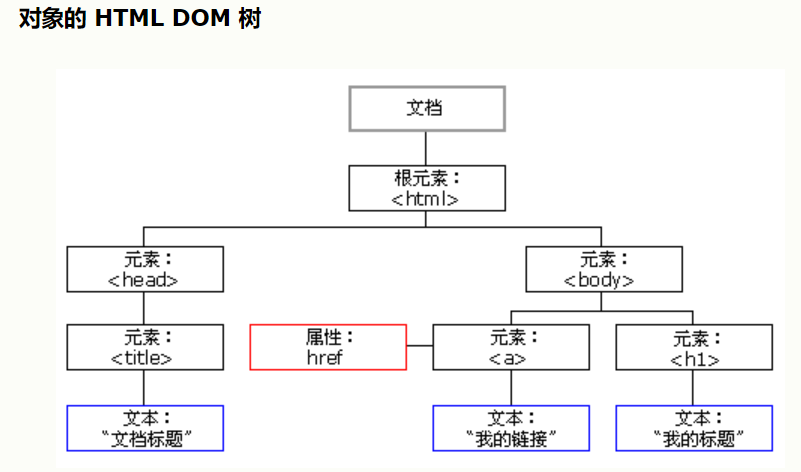 对象的 HTML DOM 树
文档
根元素：
<html>
元素：
<head>
元素：
<body>
元素：
<title>
属性：
href
元素：
<a>
元素：
<h1>
文本：
“文档标题”
文本：
“我的链接”
文本：
“我的标题”